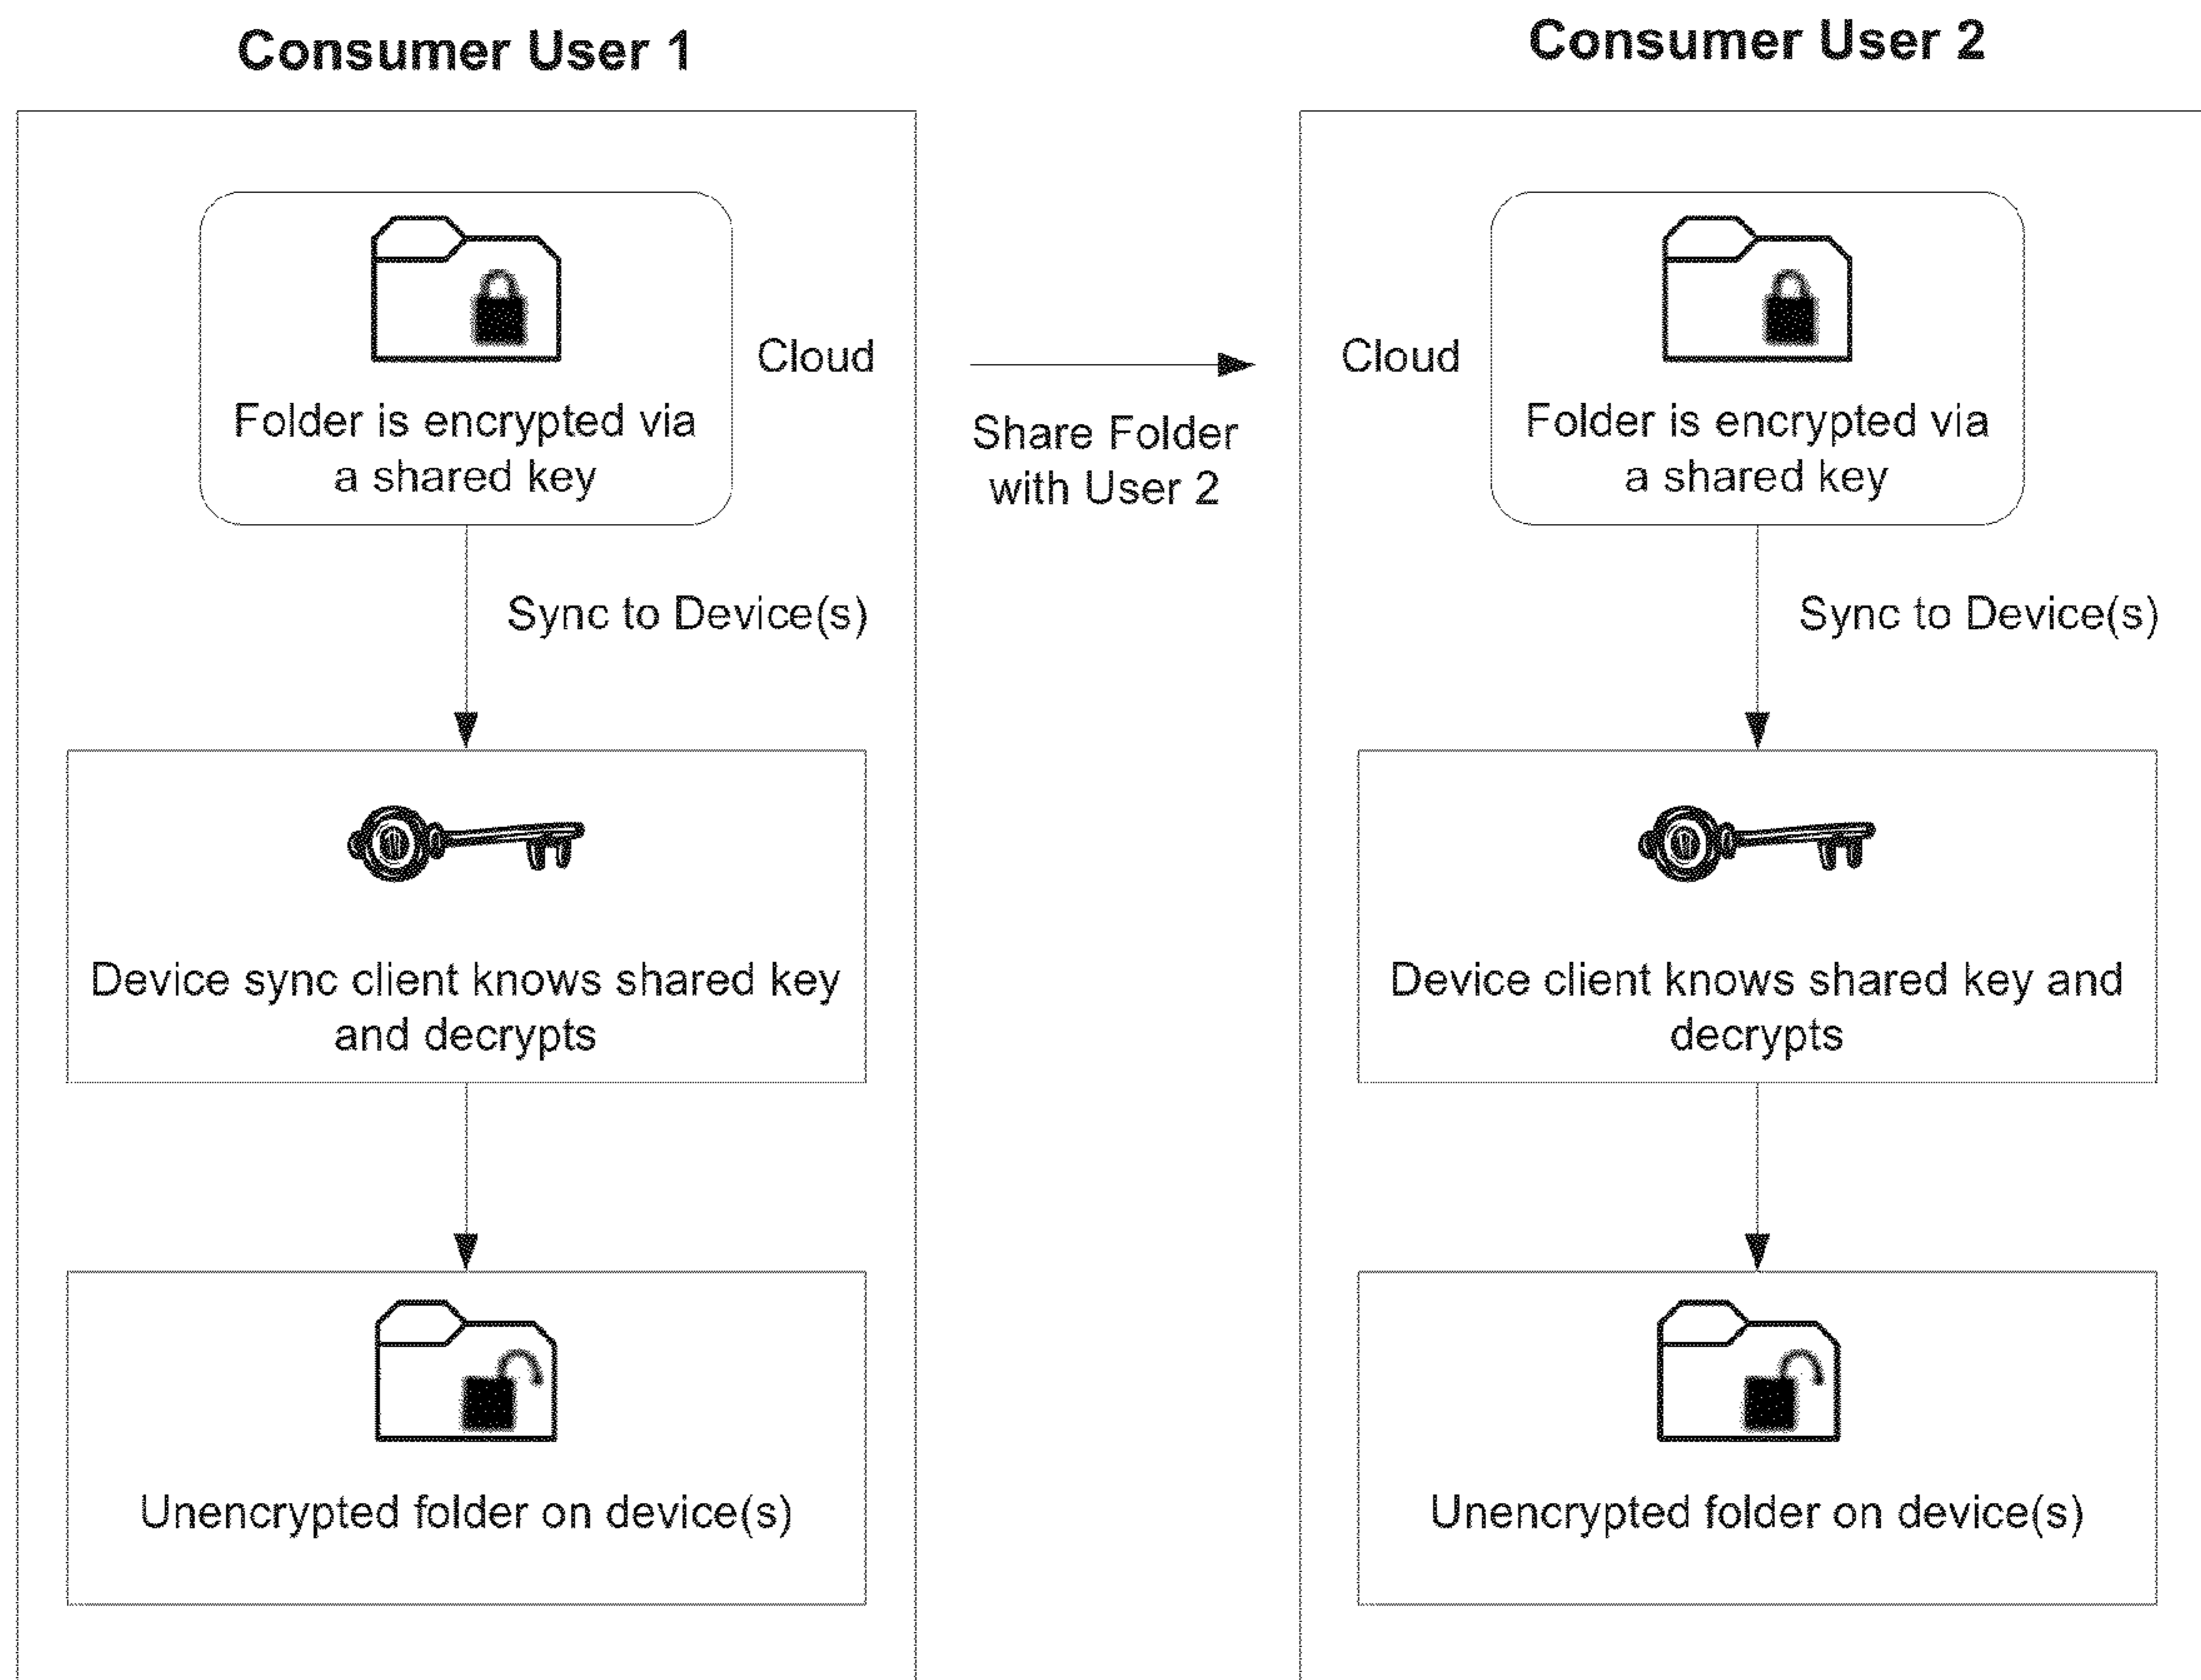 Consumer User 1
Consumer User 2
Cloud
Folder is encrypted via
a shared key
Share Folder
with User 2
Cloud
Folder is encrypted via
a shared key
Sync to Device(s)
Sync to Device(s)
Device sync client knows shared key
and decrypts
Device client knows shared key and
decrypts
Unencrypted folder on device(s)
Unencrypted folder on device(s)